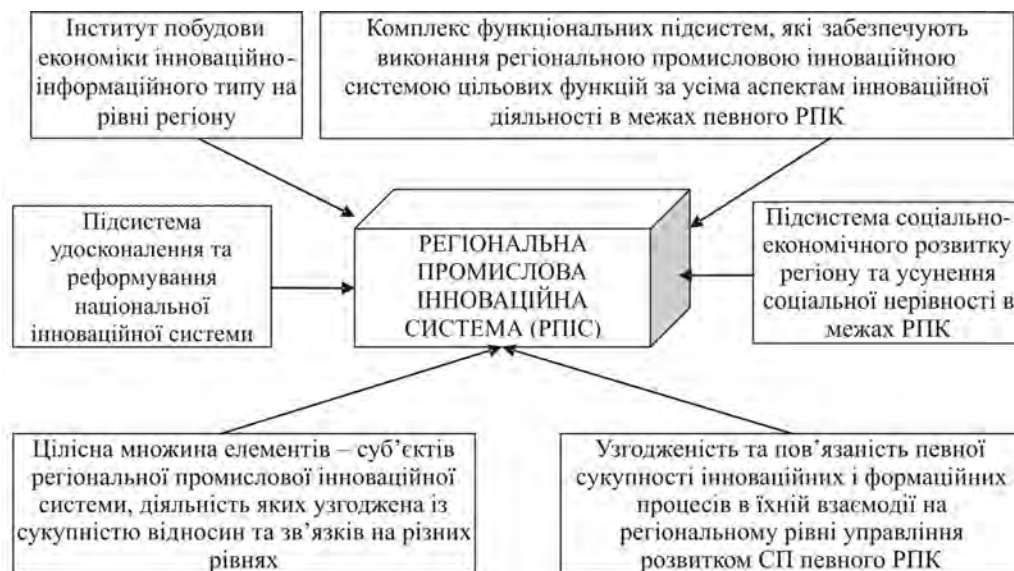 Інститут побудови
економіки інноваційно-
інформаційного типу на
рівні регіону
Комплекс функціональних підсистем, які забезпечують
виконання регіональною промисловою інноваційною
системою цільових функцій за усіма аспектам інноваційної
діяльності в межах певного РПК
Підсистема
удосконалення та
реформування
національної
інноваційної системи
РЕГІОНАЛЬНА
ПРОМИСЛОВА
ІННОВАЦІЙНА
СИСТЕМА (РПІС)
Підсистема соціально-
економічного розвитку
регіону та усунення
соціальної нерівності в
межах РПК
Цілісна множина елементів – суб’єктів
регіональної промислової інноваційної
системи, діяльність яких узгоджена із
сукупністю відносин та зв’язків на різних
рівнях
Узгодженість та пов’язаність певної
сукупності інноваційних і формаційних
процесів в їхній взаємодії на
регіональному рівні управління
розвитком СП певного РПК